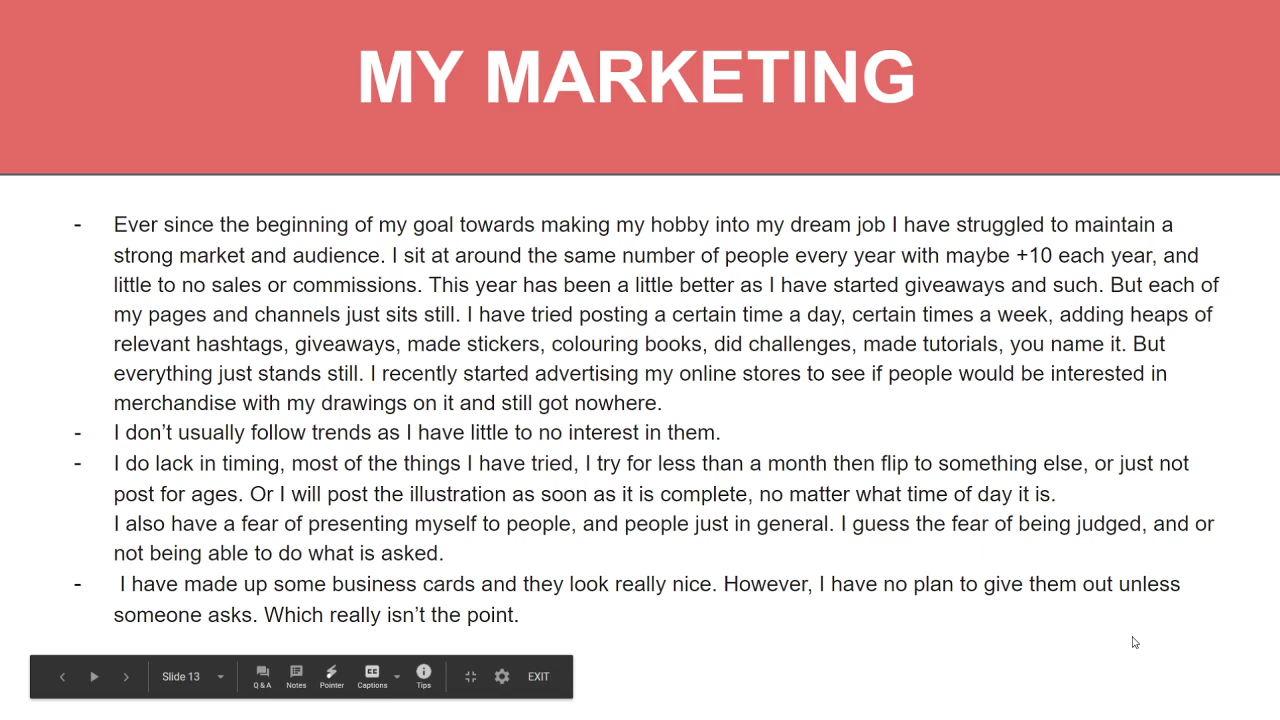 MY MARKETING
- Ever since the beginning of my goal towards making my hobby into my dream job I have struggled to maintain a
strong market and audience. I sit at around the same number of people every year with maybe +10 each year, and
little to no sales or commissions. This year has been a little better as I have started giveaways and such. But each of
my pages and channels just sits still. I have tried posting a certain time a day, certain times a week, adding heaps of
relevant hashtags, giveaways, made stickers, colouring books, did challenges, made tutorials, you name it. But
everything just stands still. I recently started advertising my online stores to see if people would be interested in
merchandise with my drawings on it and still got nowhere.
- I don’t usually follow trends as I have little to no interest in them.
- I do lack in timing, most of the things I have tried, I try for less than a month then flip to something else, or just not
post for ages. Or I will post the illustration as soon as it is complete, no matter what time of day it is.
I also have a fear of presenting myself to people, and people just in general. I guess the fear of being judged, and or
not being able to do what is asked.
- I have made up some business cards and they look really nice. However, I have no plan to give them out unless
someone asks. Which really isn’t the point.
Slide 13 Q & A Notes Pointer CC Captions Tips EXIT